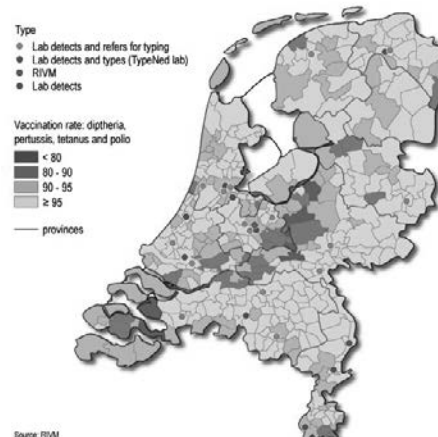 Type
Lab detects and refers for typing
Lab detects and types (TypeNed lab)
RIVM
Lab detects
Vaccination rate: diptheria,
pertussis, tetanus and polio
< 80
80 - 90
90 - 95
≥ 95
provinces
Source: RIVM